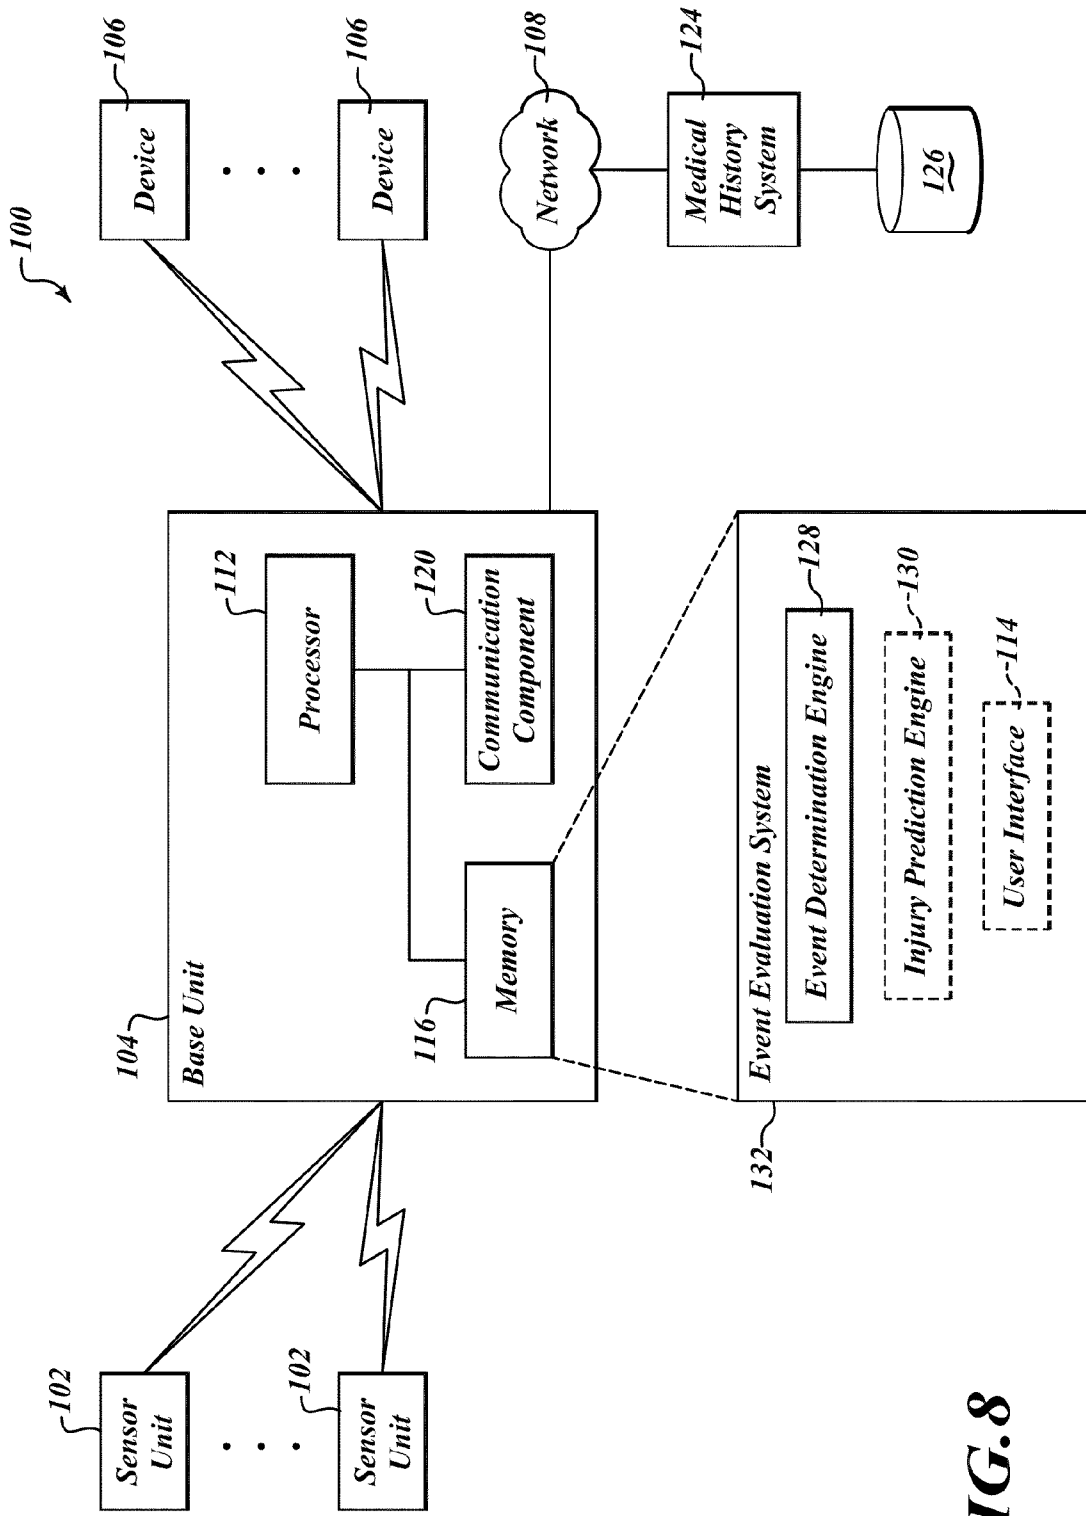 100
102
Sensor
Unit
102
Sensor
Unit
104
Base Unit
112
Processor
116
Memory
120
Communication
Component
106
Device
106
Device
108
Network
124
Medical
History
System
126
132
Event Evaluation System
128
Event Determination Engine
130
Injury Prediction Engine
114
User Interface
IG.8